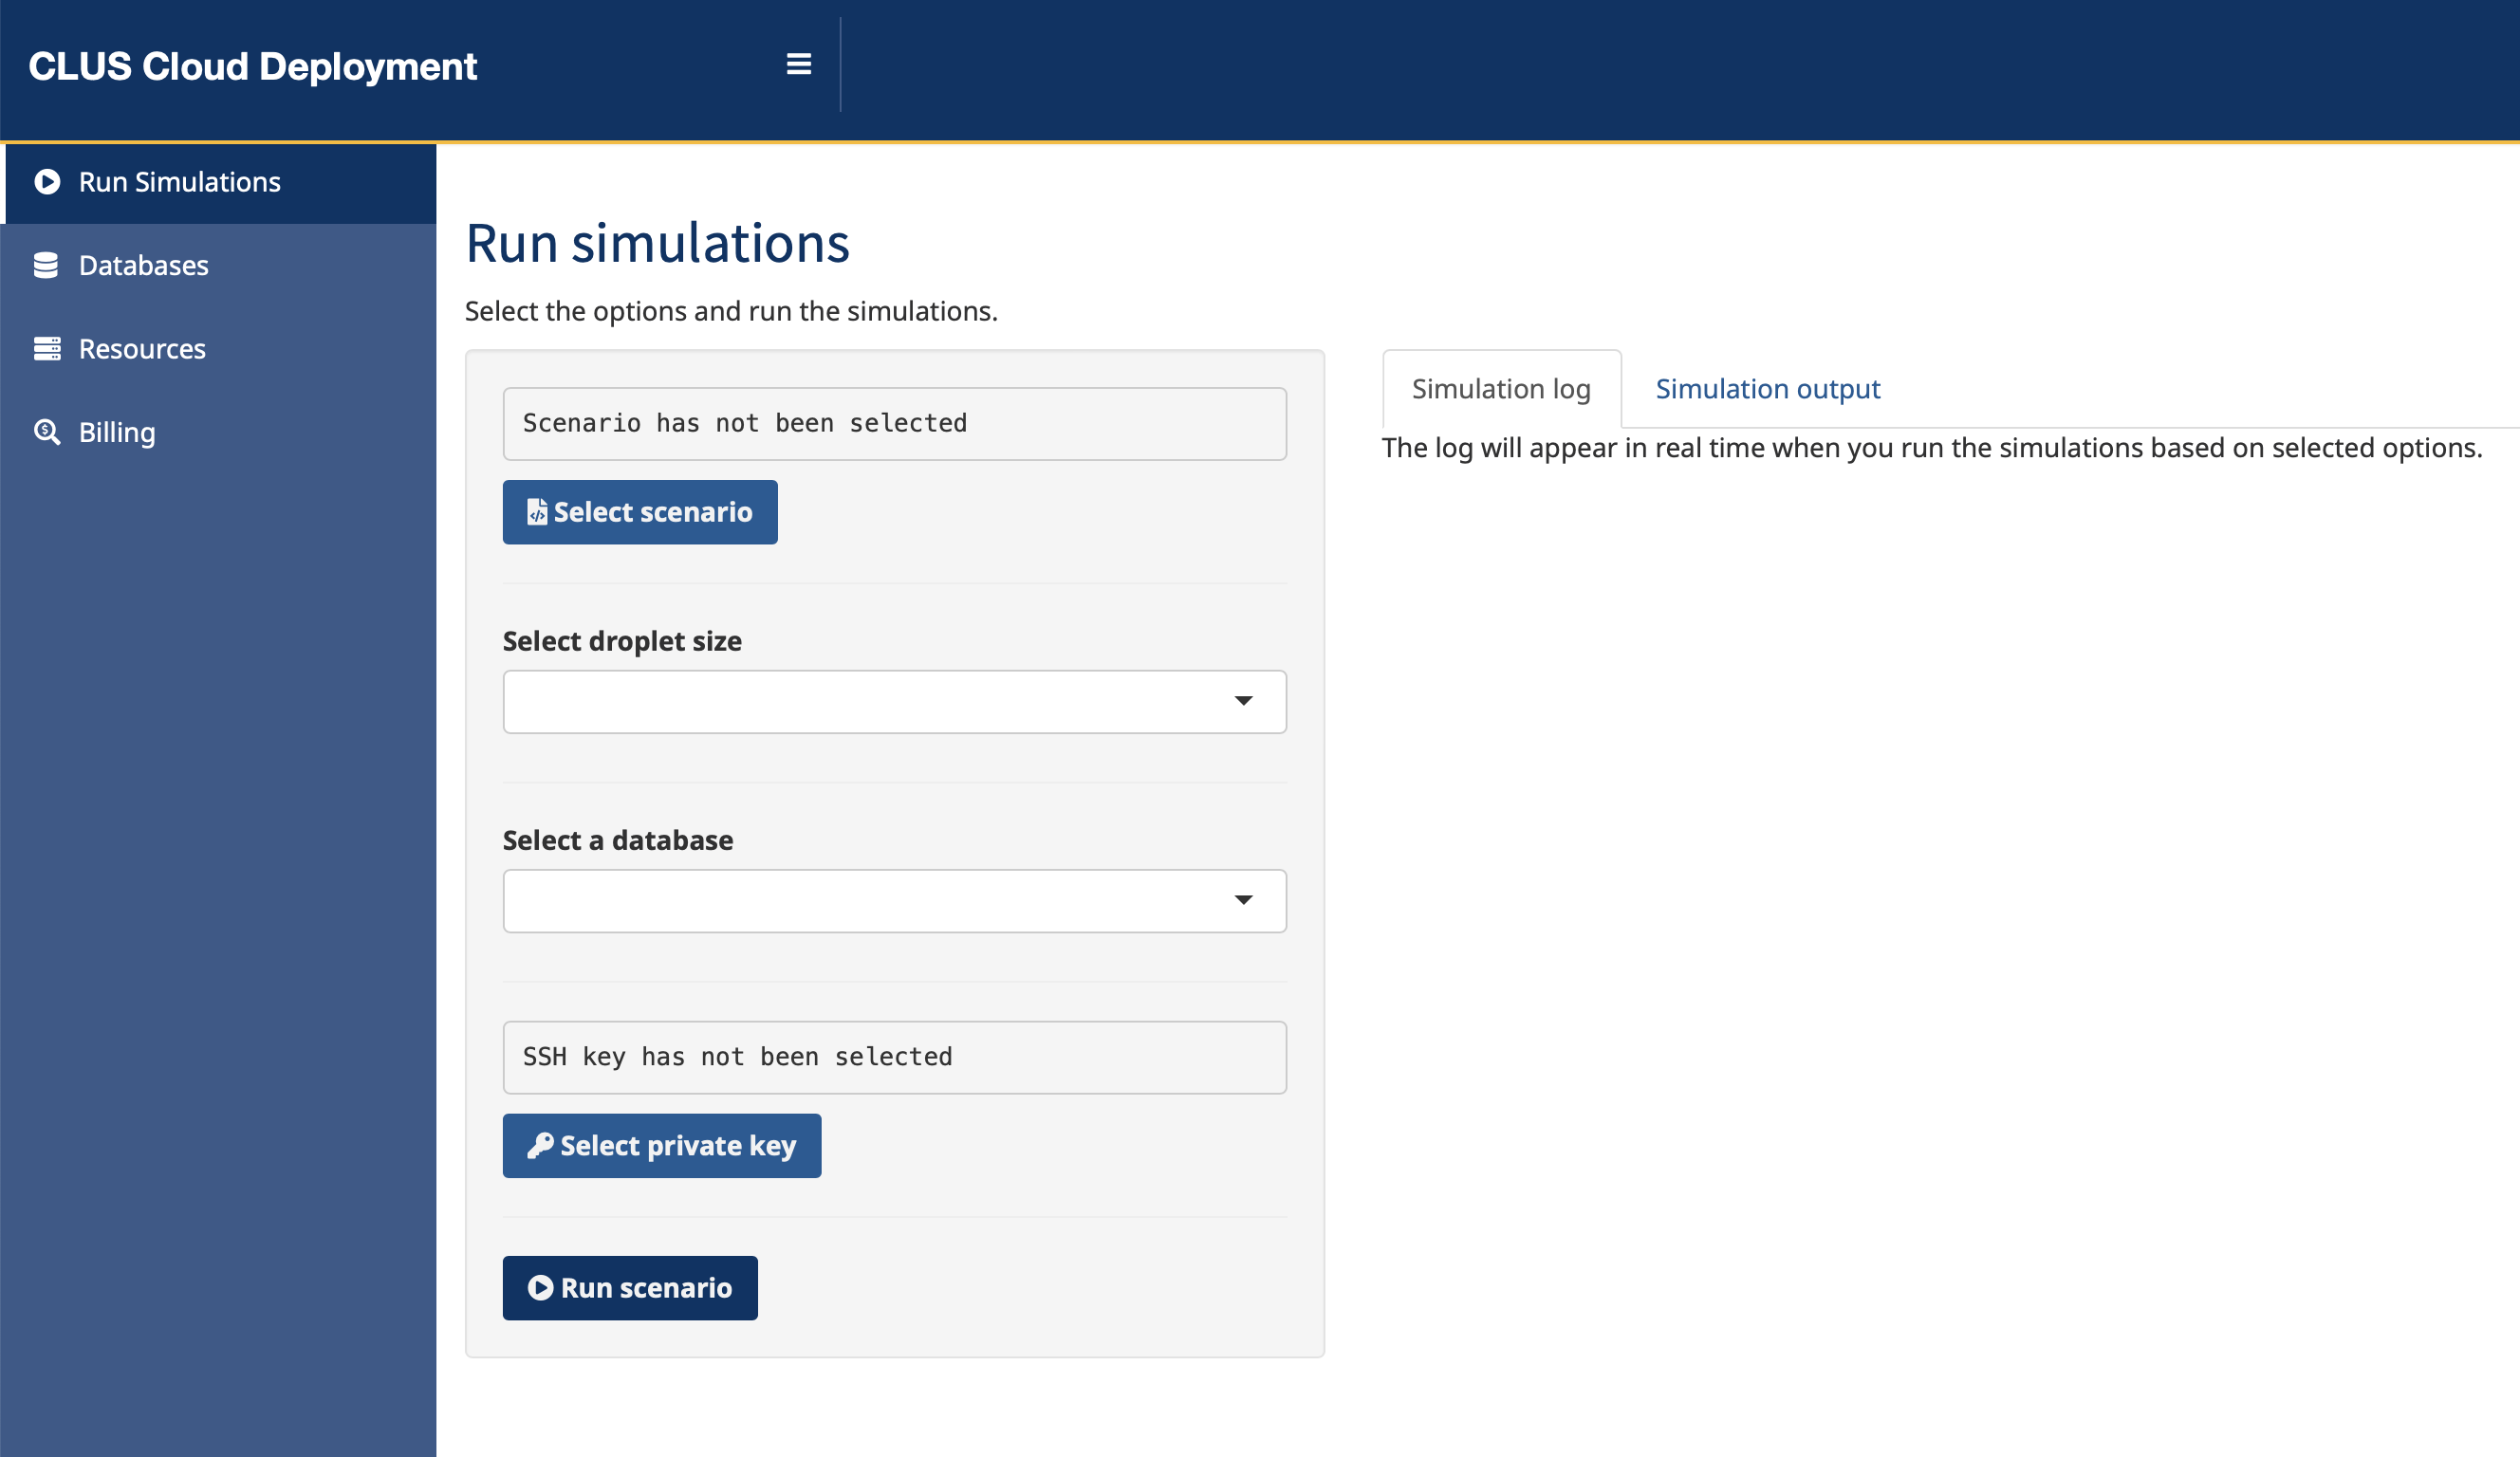 CLUS Cloud Deployment
Run Simulations
Databases
Resources
Billing
Run simulations
Select the options and run the simulations.
Scenario has not been selected
Select scenario
Select droplet size
Select a database
SSH key has not been selected
Select private key
Run scenario
Simulation log
Simulation output
The log will appear in real time when you run the simulations based on selected options.